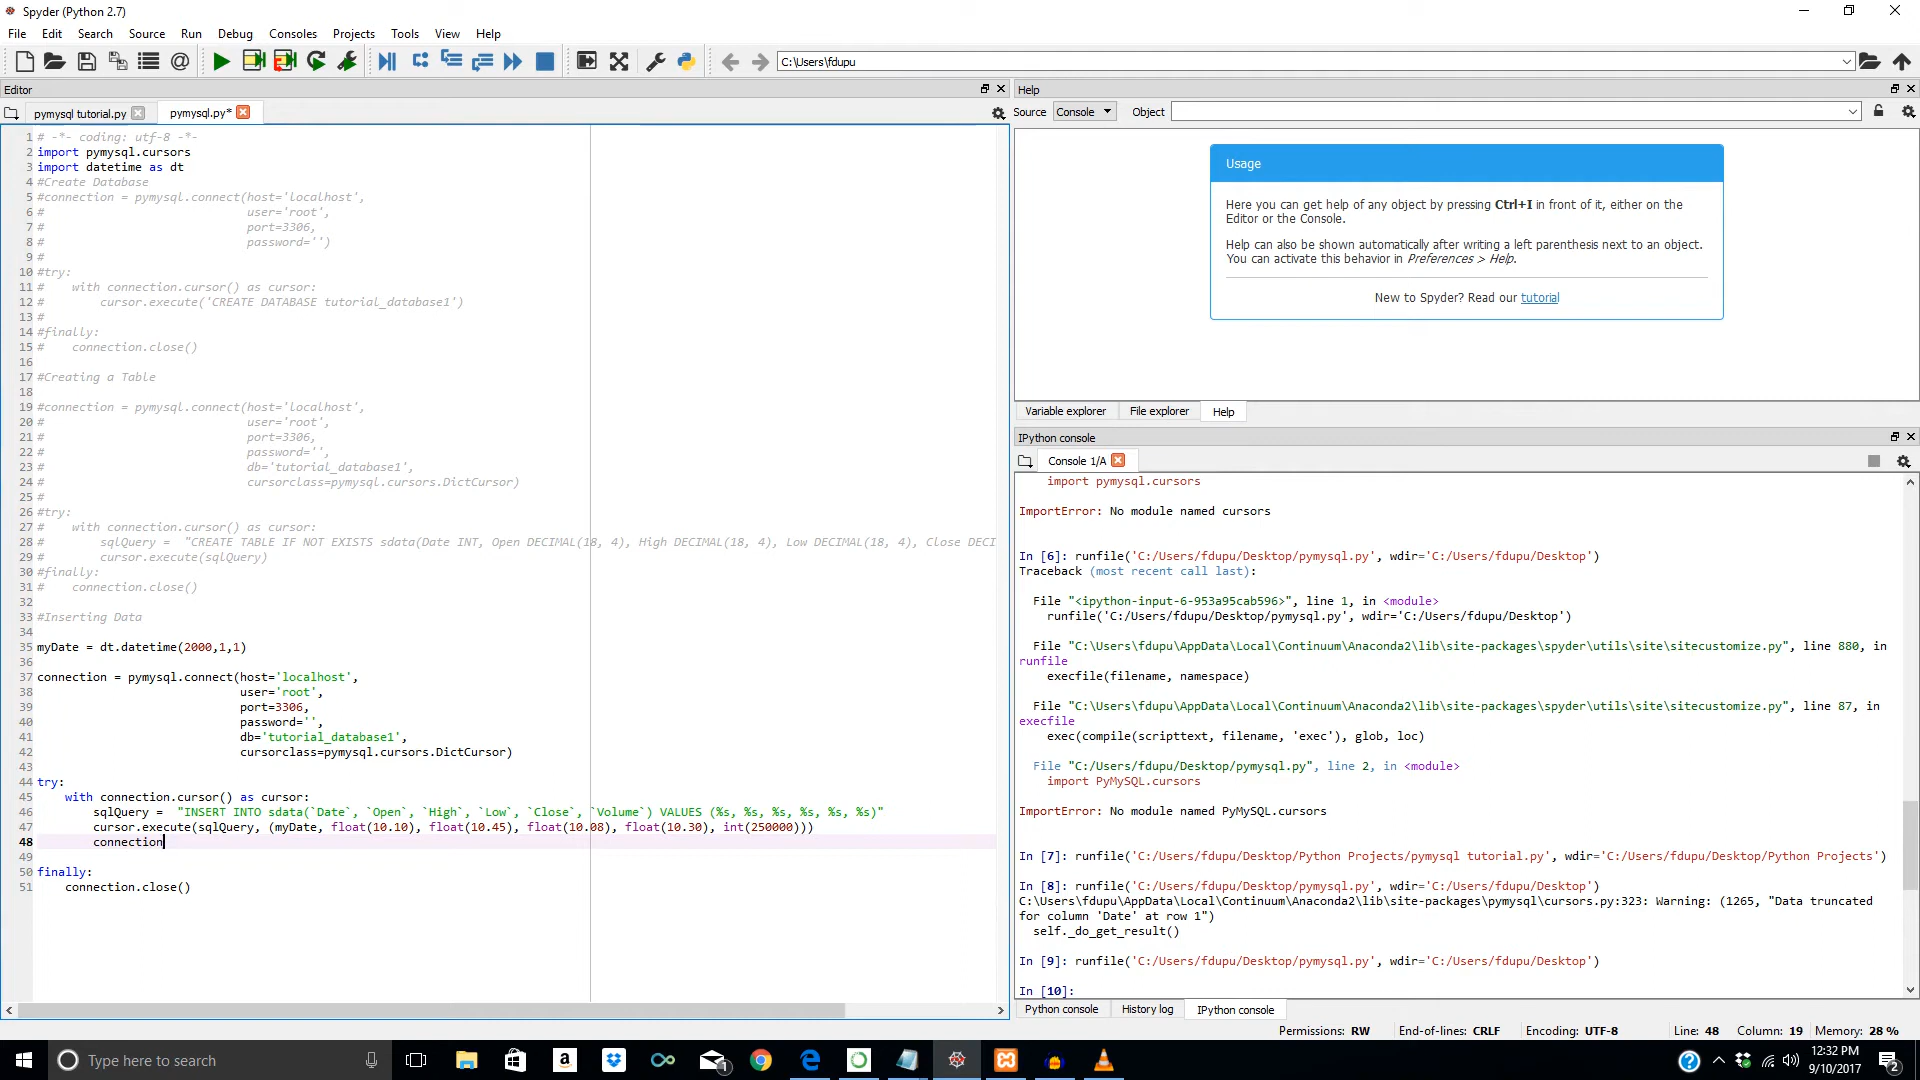 Spyder (Python 2.7)
File Edit Search Source Run Debug Consoles Projects Tools View Help
C:\Users\fdupu
Editor
pymysql tutorial.py
pymysql.py*
1 # -*- coding: utf-8 -*-
2 import pymysql.cursors
3 import datetime as dt
4 #Create Database
5 #connection = pymysql.connect(host='localhost',
6 # user='root',
7 # port=3306,
8 # password='')
9 #
10 #try:
11 # with connection.cursor() as cursor:
12 # cursor.execute('CREATE DATABASE tutorial_database1')
13 #
14 #finally:
15 # connection.close()
16
17 #Creating a Table
18
19 #connection = pymysql.connect(host='localhost',
20 # user='root',
21 # port=3306,
22 # password='',
23 # db='tutorial_database1',
24 # cursorclass=pymysql.cursors.DictCursor)
25 #
26 #try:
27 # with connection.cursor() as cursor:
28 # sqlQuery = "CREATE TABLE IF NOT EXISTS sdata(Date INT, Open DECIMAL(18, 4), High DECIMAL(18, 4), Low DECIMAL(18, 4), Close DECI
29 # cursor.execute(sqlQuery)
30 #finally:
31 # connection.close()
32
33 #Inserting Data
34
35 myDate = dt.datetime(2000,1,1)
36
37 connection = pymysql.connect(host='localhost',
38 user='root',
39 port=3306,
40 password='',
41 db='tutorial_database1',
42 cursorclass=pymysql.cursors.DictCursor)
43
44 try:
45 with connection.cursor() as cursor:
46 sqlQuery = "INSERT INTO sdata(`Date`, `Open`, `High`, `Low`, `Close`, `Volume`) VALUES (%s, %s, %s, %s, %s, %s)"
47 cursor.execute(sqlQuery, (myDate, float(10.10), float(10.45), float(10.08), float(10.30), int(250000)))
48 connection
49
50 finally:
51 connection.close()
Help
Source Console Object
Usage
Here you can get help of any object by pressing Ctrl+I in front of it, either on the
Editor or the Console.
Help can also be shown automatically after writing a left parenthesis next to an object.
You can activate this behavior in Preferences > Help.
New to Spyder? Read our tutorial
Variable explorer File explorer Help
IPython console
Console 1/A
import pymysql.cursors
ImportError: No module named cursors
In [6]: runfile('C:/Users/fdupu/Desktop/pymysql.py', wdir='C:/Users/fdupu/Desktop')
Traceback (most recent call last):
File "<ipython-input-6-953a95cab596>", line 1, in <module>
runfile('C:/Users/fdupu/Desktop/pymysql.py', wdir='C:/Users/fdupu/Desktop')
File "C:\Users\fdupu\AppData\Local\Continuum\Anaconda2\lib\site-packages\spyder\utils\site\sitecustomize.py", line 880, in
runfile
execfile(filename, namespace)
File "C:\Users\fdupu\AppData\Local\Continuum\Anaconda2\lib\site-packages\spyder\utils\site\sitecustomize.py", line 87, in
execfile
exec(compile(scripttext, filename, 'exec'), glob, loc)
File "C:/Users/fdupu/Desktop/pymysql.py", line 2, in <module>
import PyMySQL.cursors
ImportError: No module named PyMySQL.cursors
In [7]: runfile('C:/Users/fdupu/Desktop/Python Projects/pymysql tutorial.py', wdir='C:/Users/fdupu/Desktop/Python Projects')
In [8]: runfile('C:/Users/fdupu/Desktop/pymysql.py', wdir='C:/Users/fdupu/Desktop')
C:\Users\fdupu\AppData\Local\Continuum\Anaconda2\lib\site-packages\pymysql\cursors.py:323: Warning: (1265, "Data truncated
for column 'Date' at row 1")
self._do_get_result()
In [9]: runfile('C:/Users/fdupu/Desktop/pymysql.py', wdir='C:/Users/fdupu/Desktop')
In [10]:
Python console History log IPython console
Permissions: RW End-of-lines: CRLF Encoding: UTF-8 Line: 48 Column: 19 Memory: 28 %
Type here to search
1
12:32 PM
9/10/2017
2